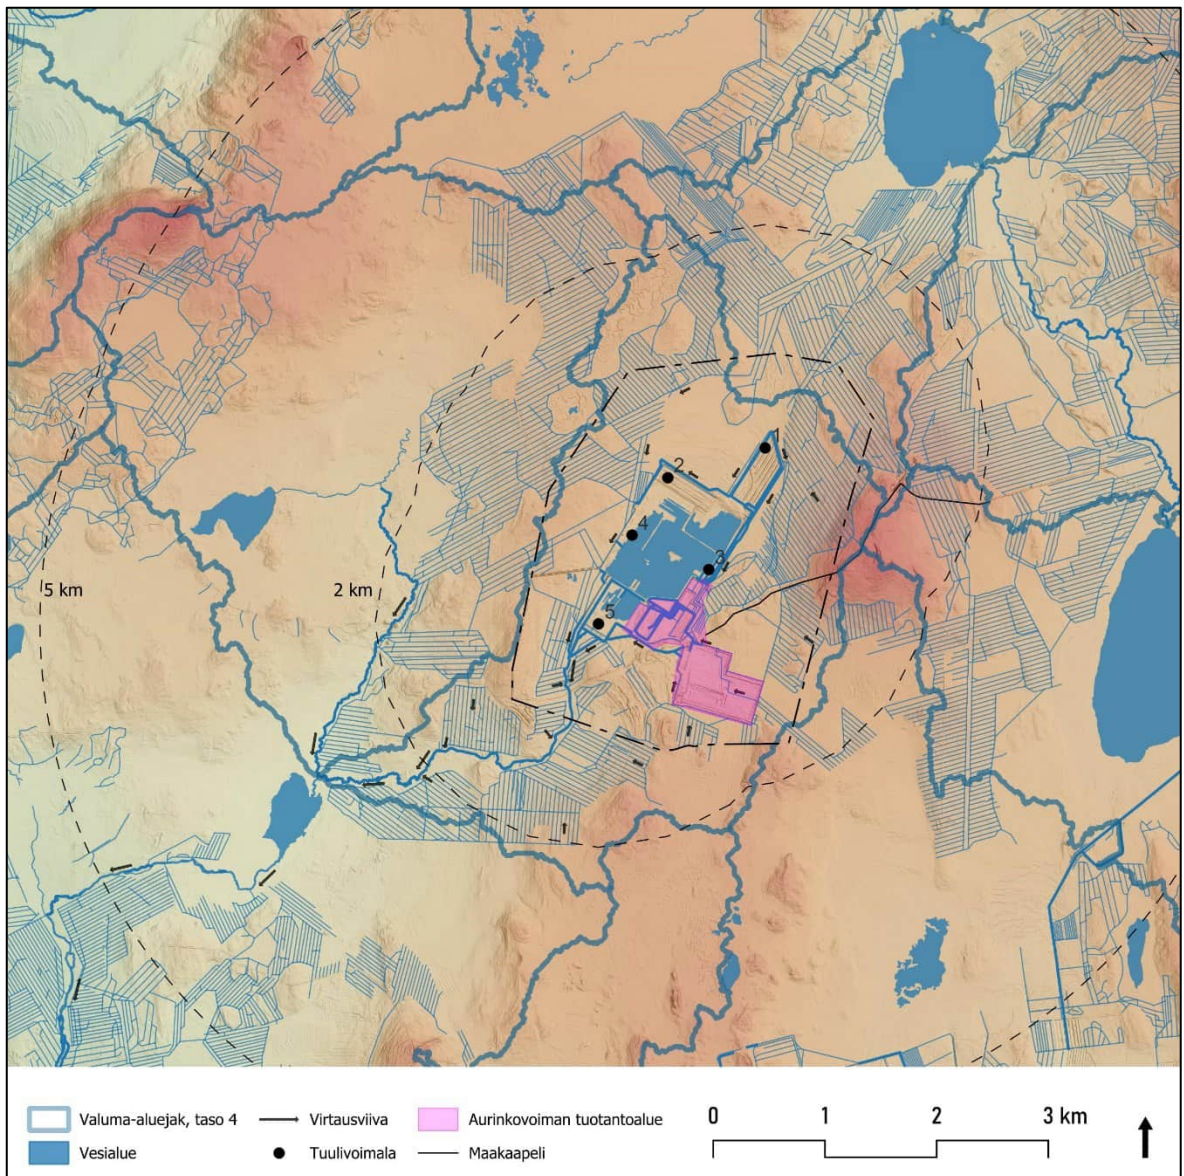 2
4
3
5 km
2 km
5
Valuma-aluejak, taso 4
Virtausviiva
Aurinkovoiman tuotantoalue
0 1 2 3 km
Vesialue
Tuulivoimala
Maakaapeli